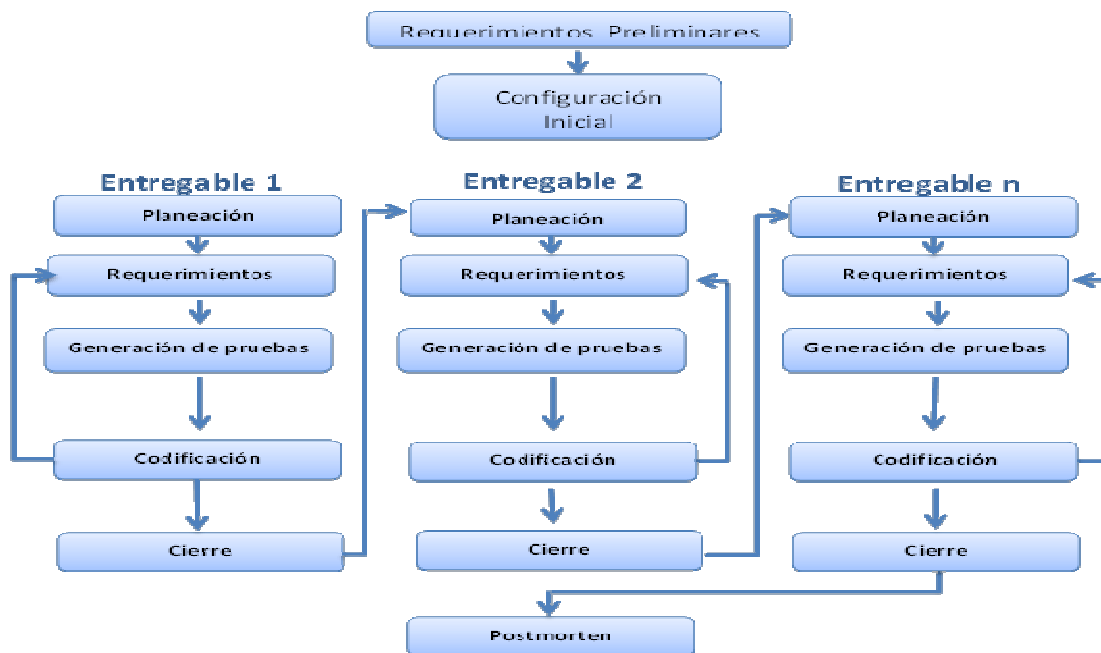 Requerimientos Preliminares
Configuración
Inicial
Entregable 1
Planeación
Requerimientos
Generación de pruebas
Codificación
Cierre
Entregable 2
Planeación
Requerimientos
Generación de pruebas
Codificación
Cierre
Entregable n
Planeación
Requerimientos
Generación de pruebas
Codificación
Cierre
Postmorten